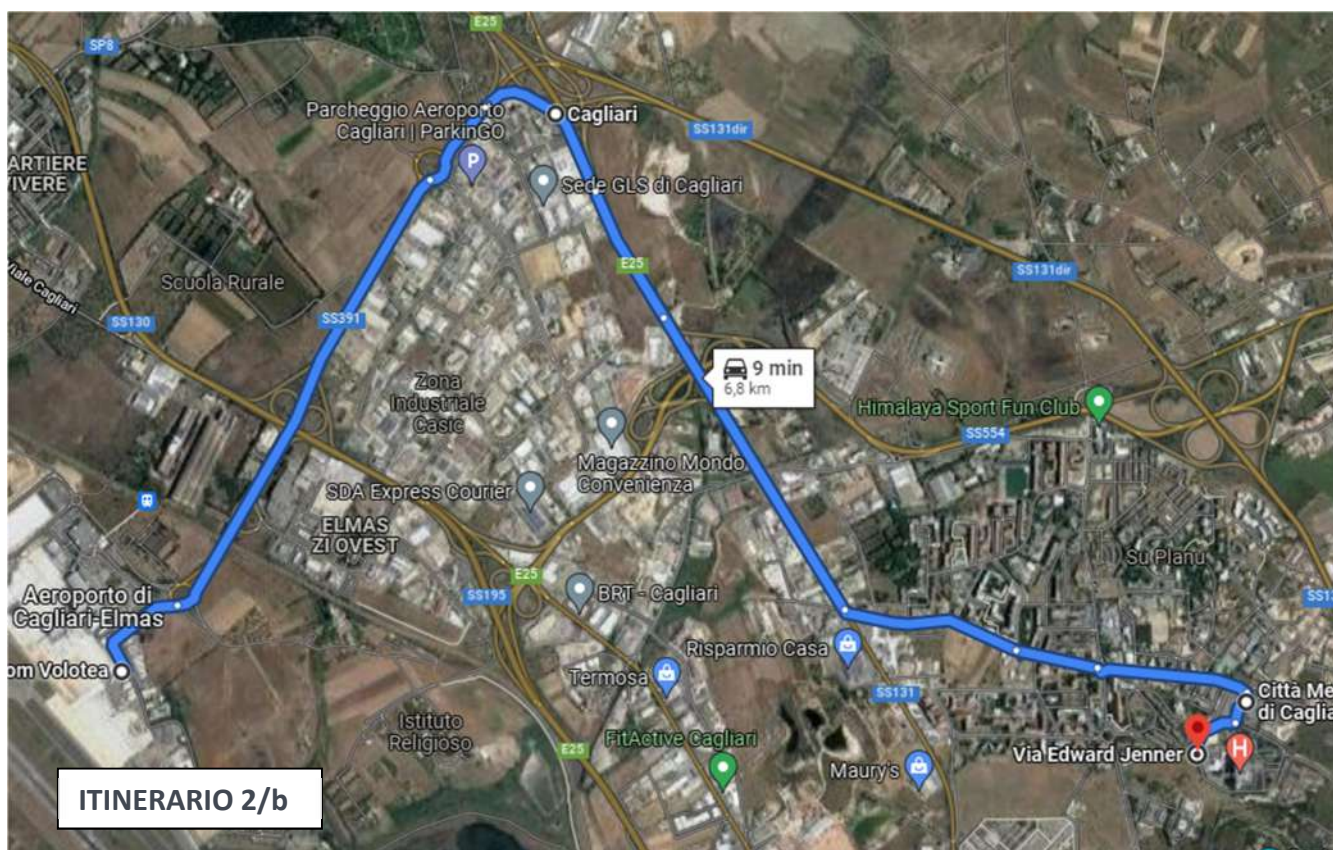 E25
SP8
Parcheggio Aeroporto
Cagliari | ParkinGO
P
Cagliari
SS131dir
ARTIERE
VIVERE
Sede GLS di Cagliari
E25
SS131dir
Scuola Rurale
Viale Cagliari
SS130
SS391
9 min
6,8 km
Zona
Industriale
Casic
Himalaya Sport Fun Club
SS554
Magazzino Mondo
Convenienza
SDA Express Courier
ELMAS
ZI OVEST
Su Planu
E25
SS195
BRT - Cagliari
Aeroporto di
Cagliari-Elmas
om Volotea
Risparmio Casa
Termosa
SS131
Città Me
di Caglia
Istituto
Religioso
FitActive Cagliari
E25
Maury's
Via Edward Jenner
H
ITINERARIO 2/b